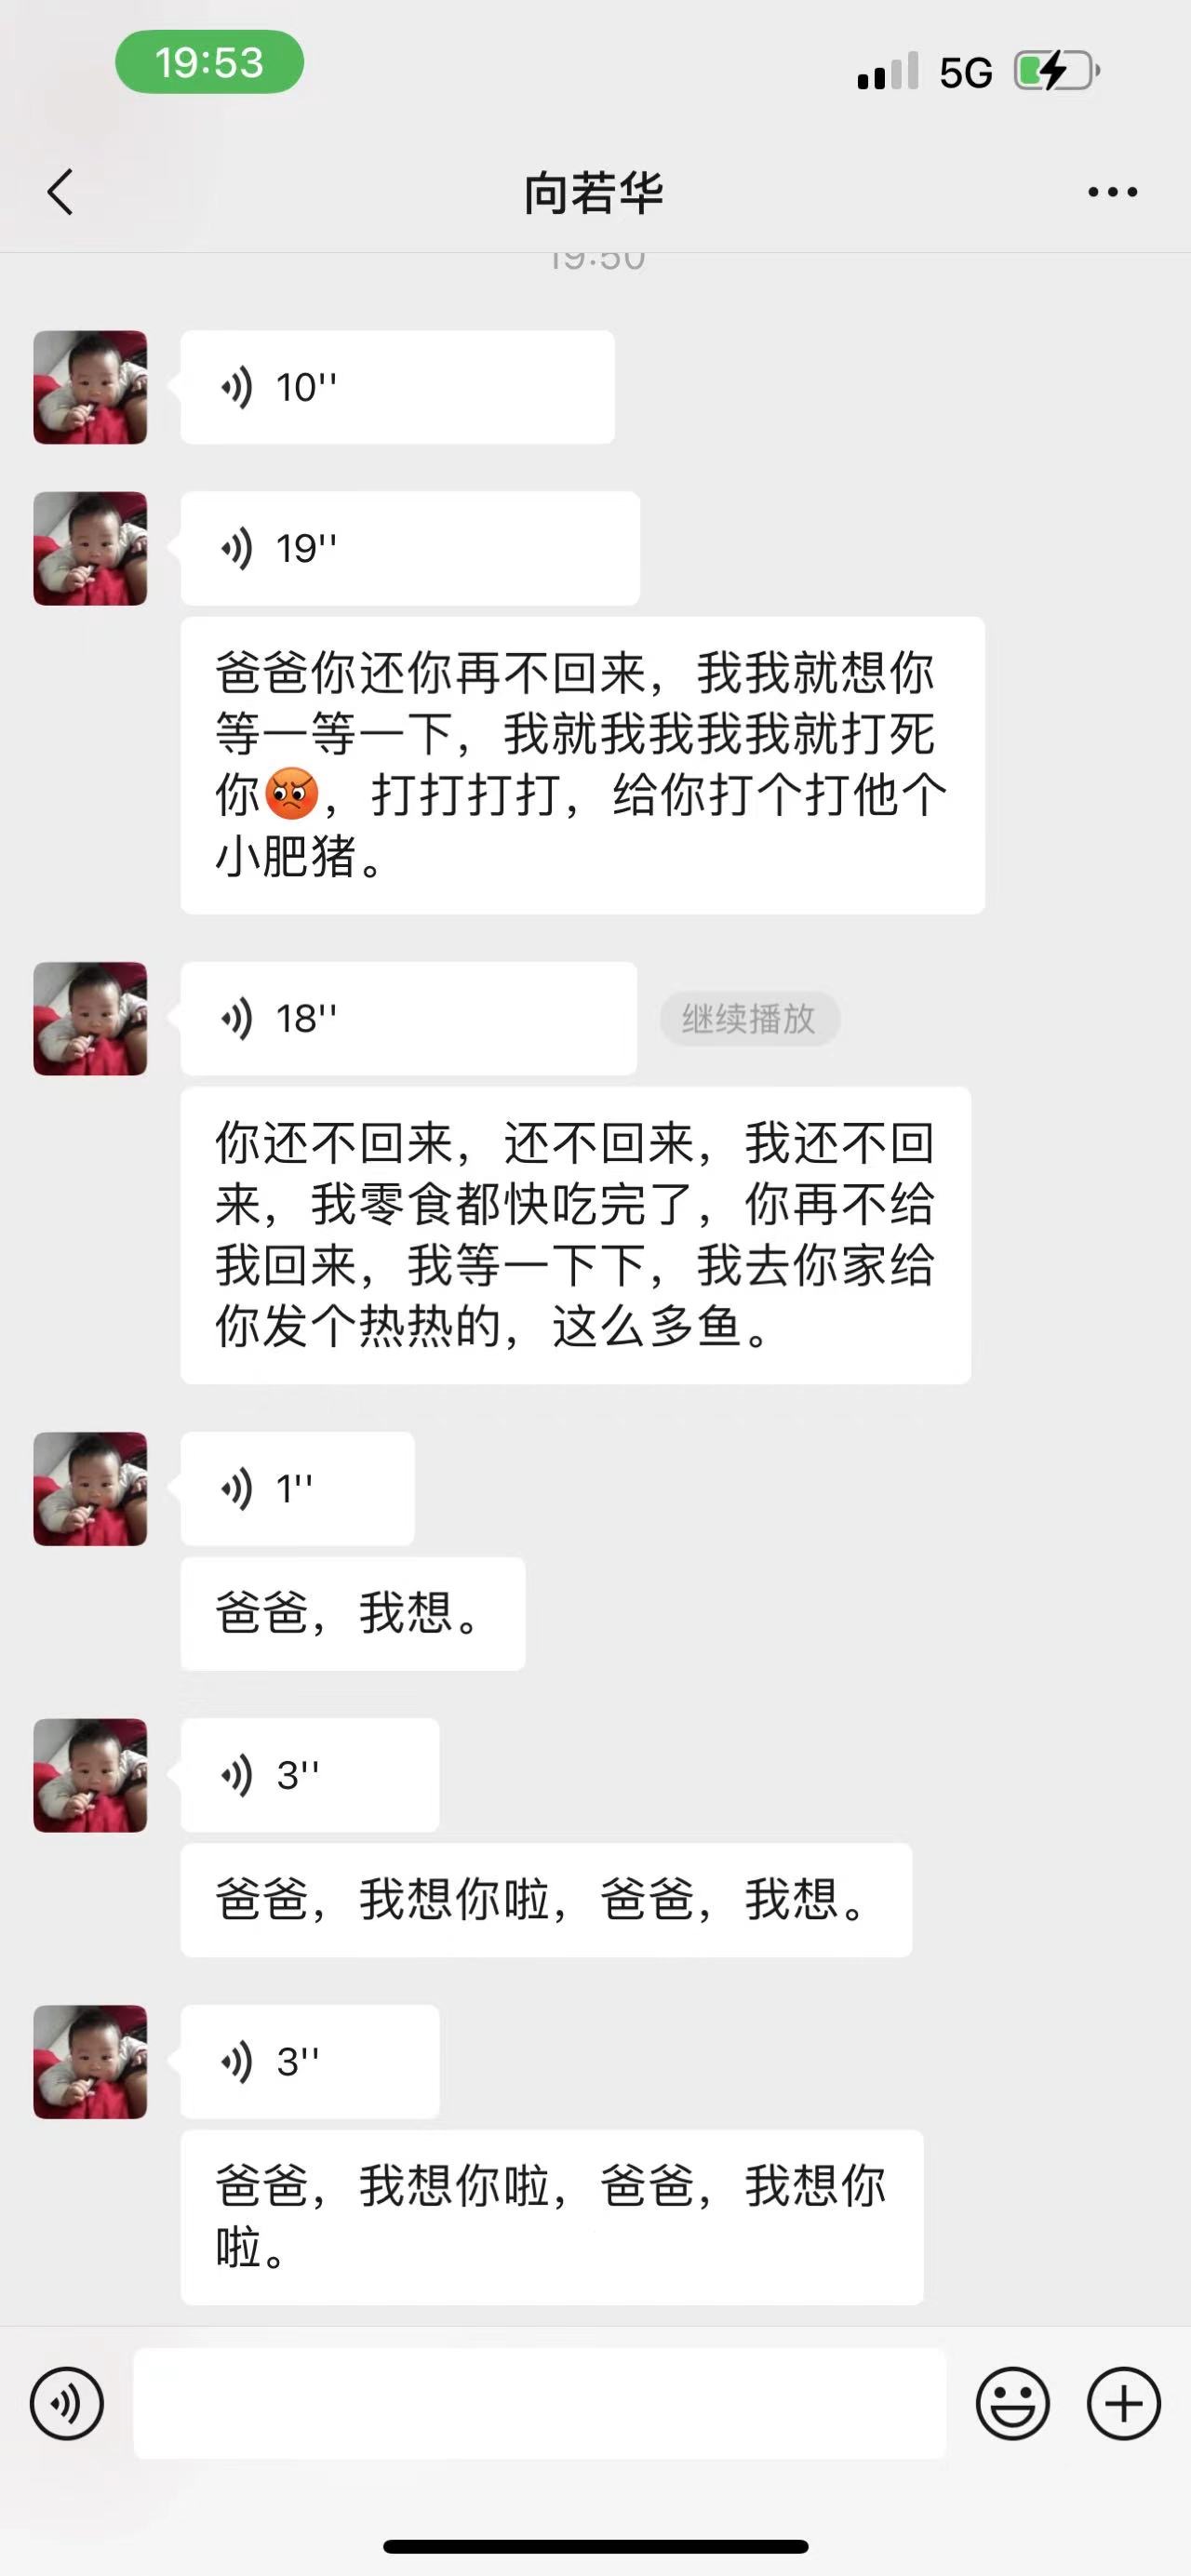 19:53
5G
向若华
19:50
10''
19''
爸爸你还你再不回来，我我就想你
等一等一下，我就我我我我就打死
你😡，打打打打，给你打个打他个
小肥猪。
18''
继续播放
你还不回来，还不回来，我还不回
来，我零食都快吃完了，你再不给
我回来，我等一下下，我去你家给
你发个热热的，这么多鱼。
1''
爸爸，我想。
3''
爸爸，我想你啦，爸爸，我想。
3''
爸爸，我想你啦，爸爸，我想你
啦。